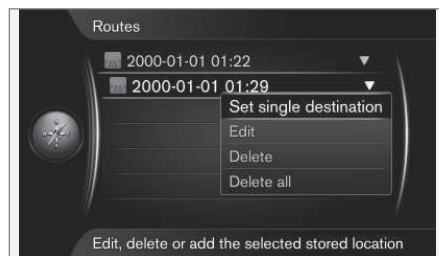 Routes
2000-01-01 01:22
2000-01-01 01:29
Set single destination
Edit
Delete
Delete all
Edit, delete or add the selected stored location